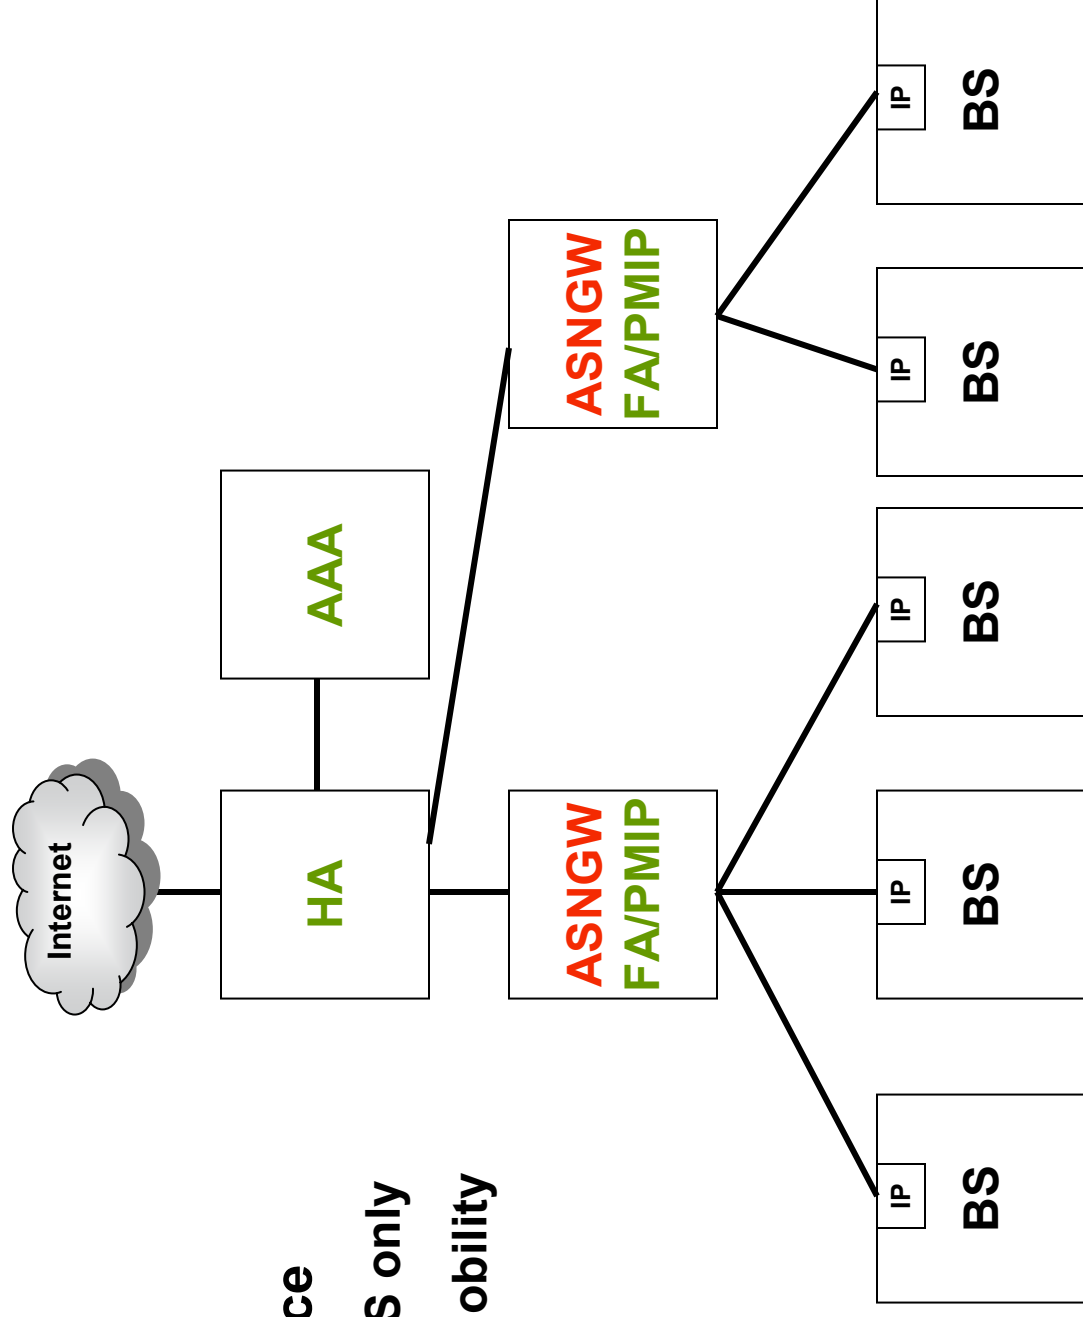 Internet
ce
S only
obility
HA
AAA
ASNGW
FA/PMIP
ASNGW
FA/PMIP
IP
BS
IP
BS
IP
BS
IP
BS
IP
BS